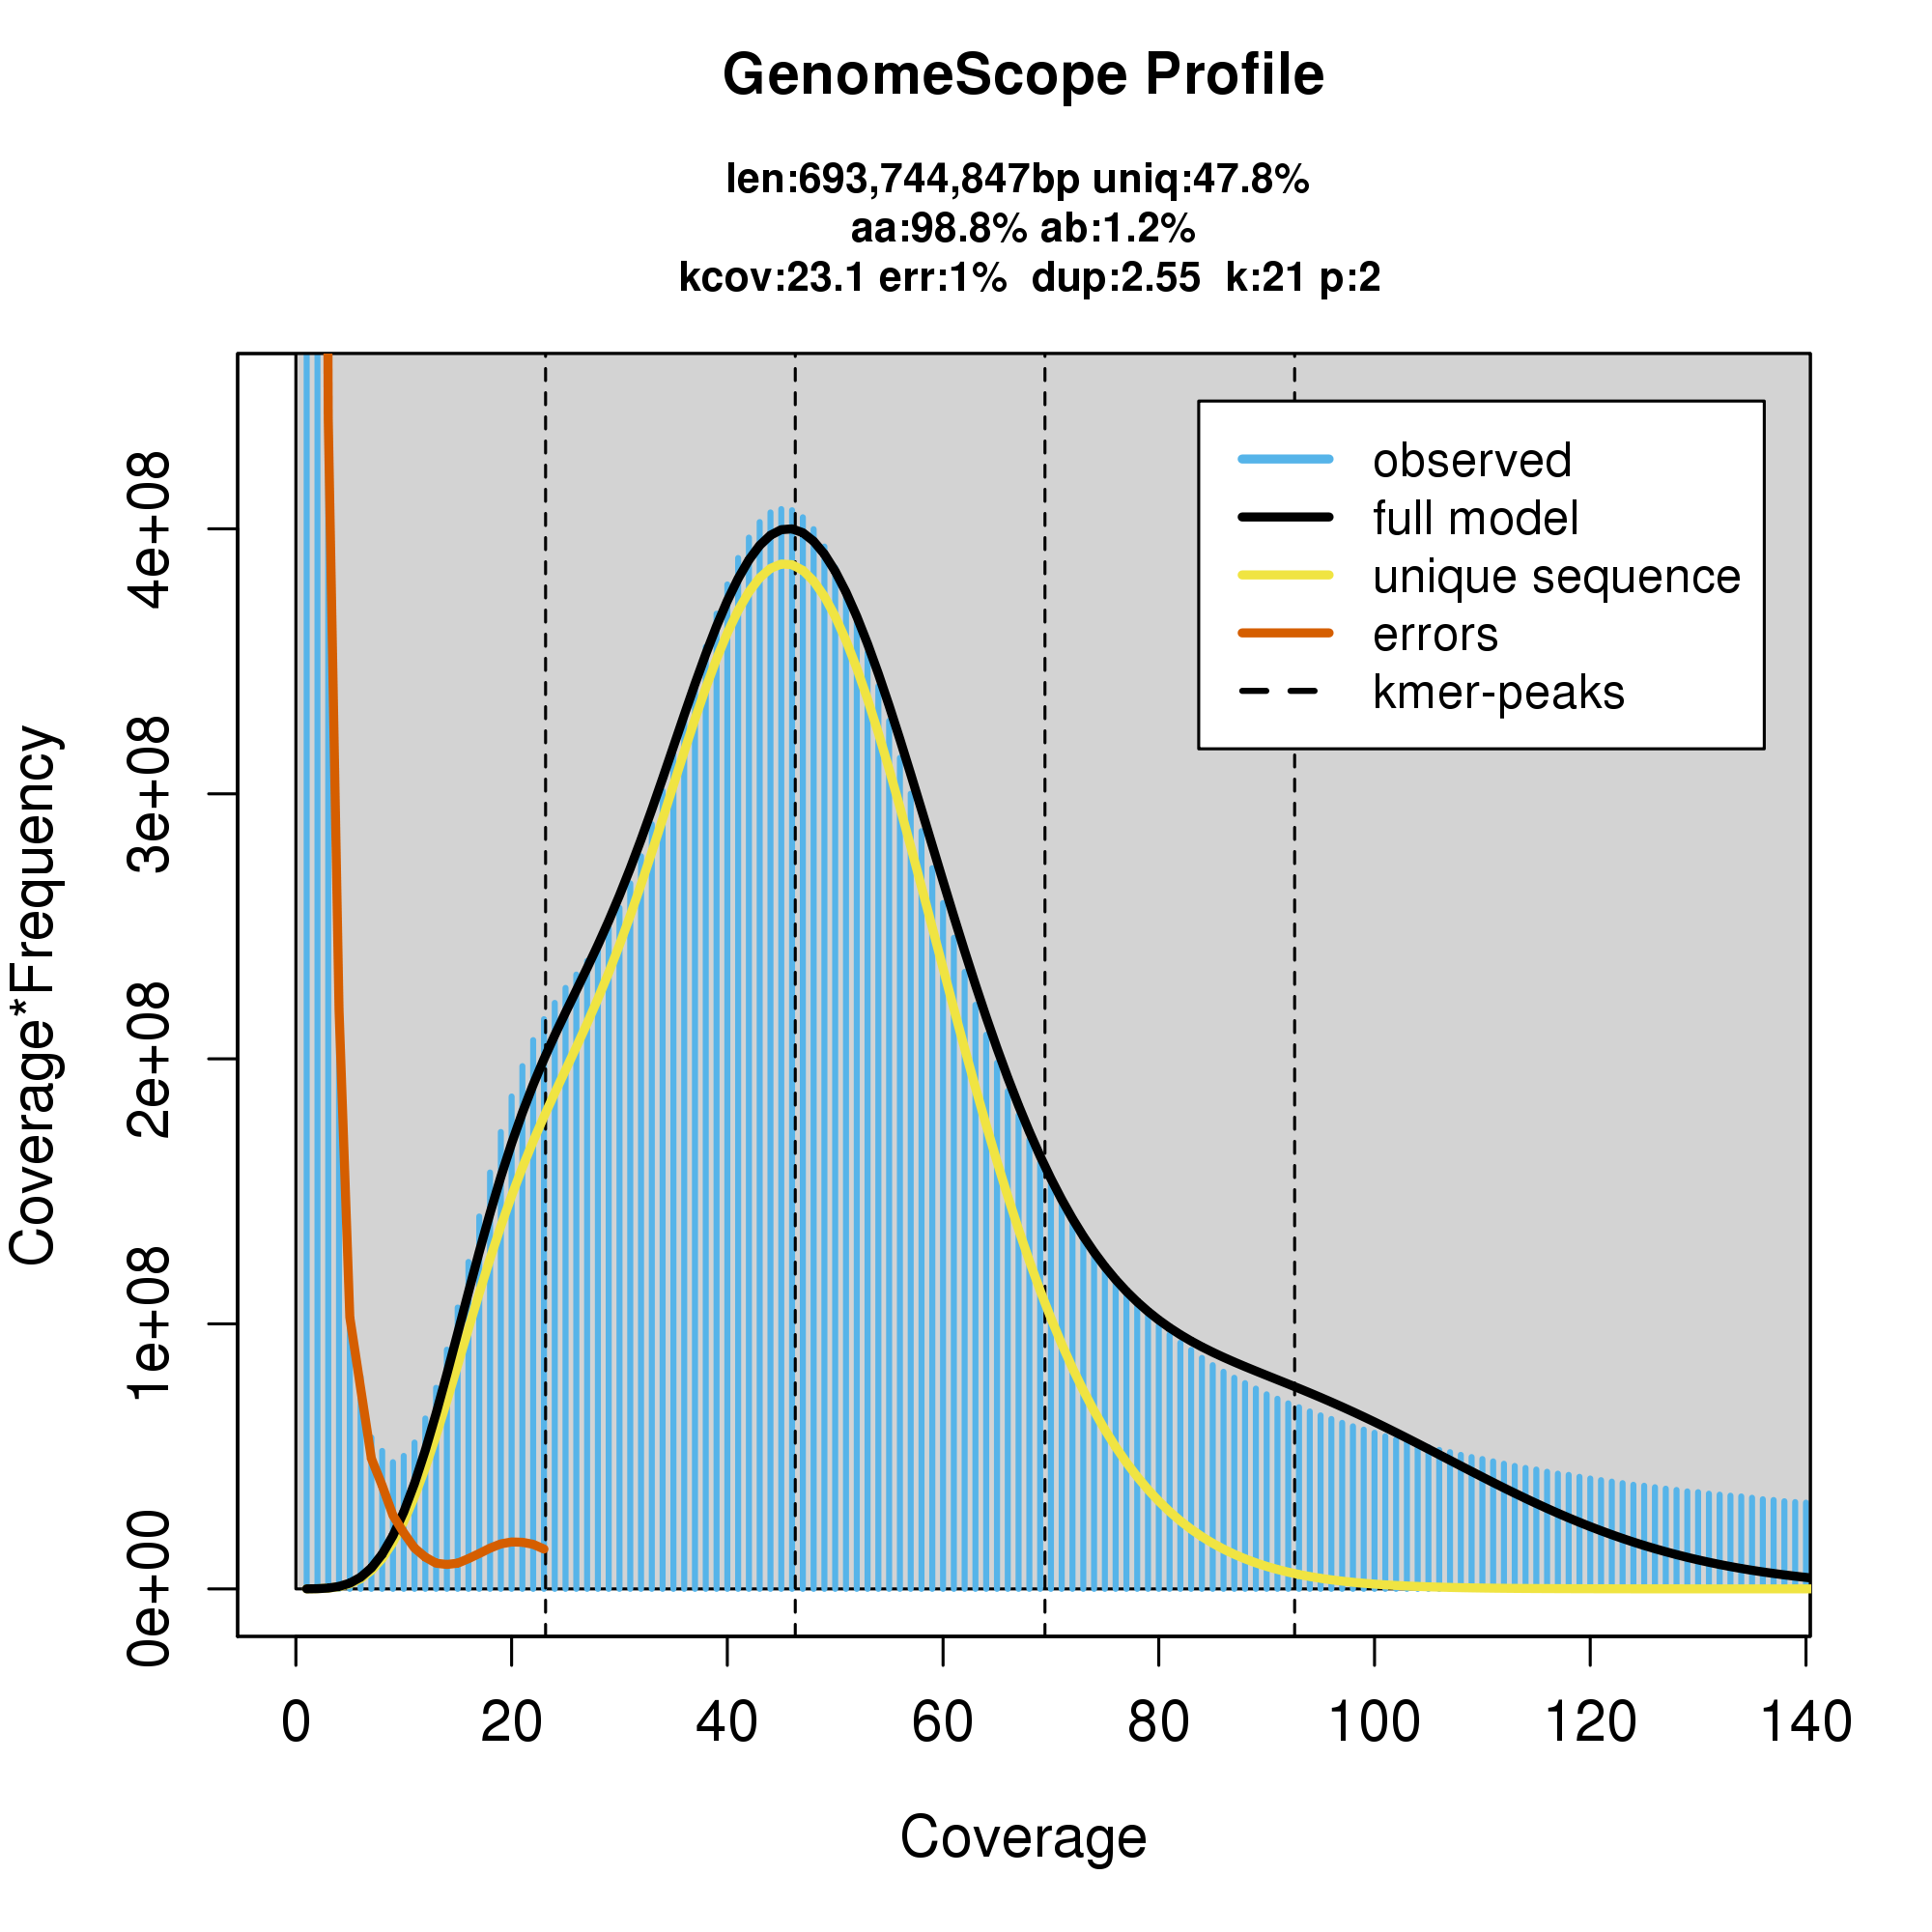 GenomeScope Profile
len:693,744,847bp uniq:47.8%
aa:98.8% ab:1.2%
kcov:23.1 err:1% dup:2.55 k:21 p:2
observed
full model
unique sequence
errors
kmer-peaks
Coverage*Frequency
4e+08
3e+08
2e+08
1e+08
0e+00
0 20 40 60 80 100 120 140
Coverage